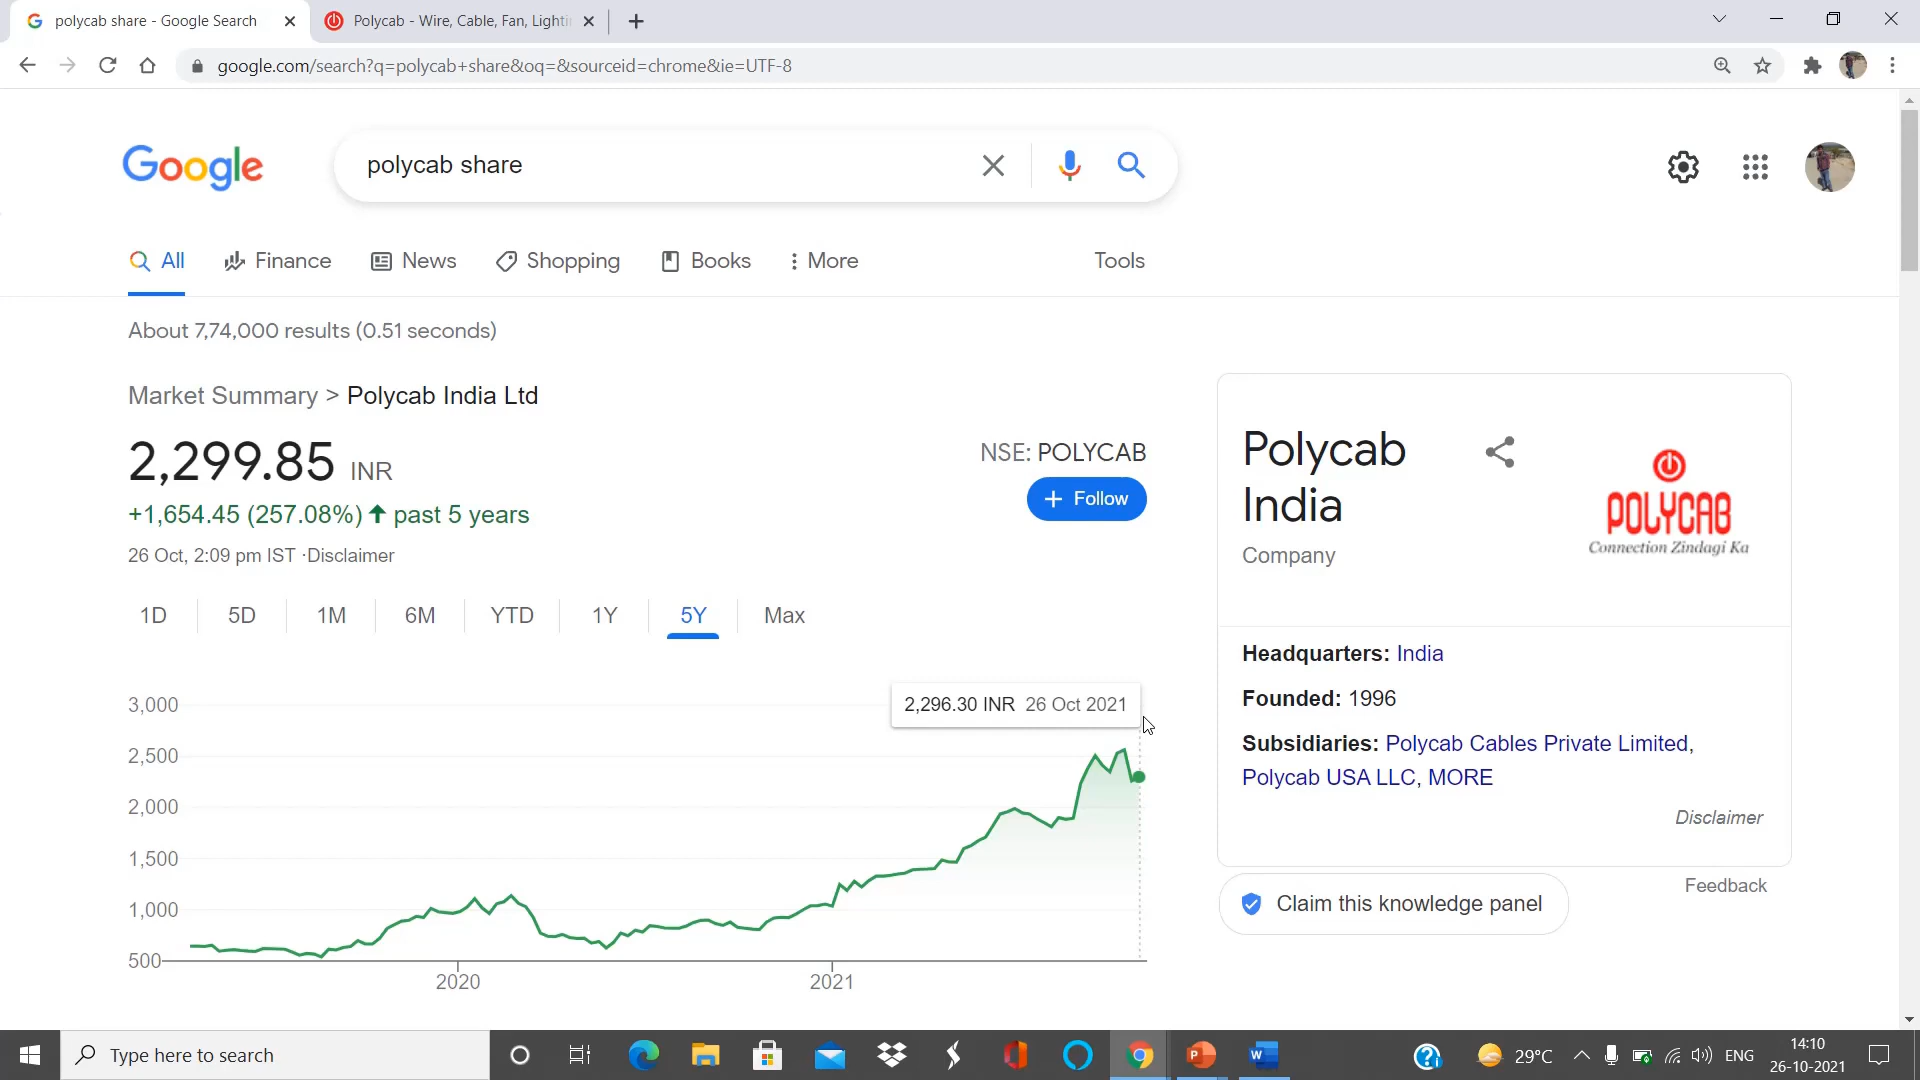 polycab share - Google Search
Polycab - Wire, Cable, Fan, Lightin
google.com/search?q=polycab+share&oq=&sourceid=chrome&ie=UTF-8
Google
polycab share
All
Finance
News
Shopping
Books
More
Tools
About 7,74,000 results (0.51 seconds)
Market Summary > Polycab India Ltd
2,299.85 INR
+1,654.45 (257.08%) past 5 years
26 Oct, 2:09 pm IST ·Disclaimer
NSE: POLYCAB
+ Follow
1D
5D
1M
6M
YTD
1Y
5Y
Max
2,296.30 INR 26 Oct 2021
3,000
2,500
2,000
1,500
1,000
500
2020
2021
Polycab
India
Company
POLYCAB
Connection Zindagi Ka
Headquarters: India
Founded: 1996
Subsidiaries: Polycab Cables Private Limited,
Polycab USA LLC, MORE
Disclaimer
Claim this knowledge panel
Feedback
Type here to search
29°C
ENG
14:10
26-10-2021